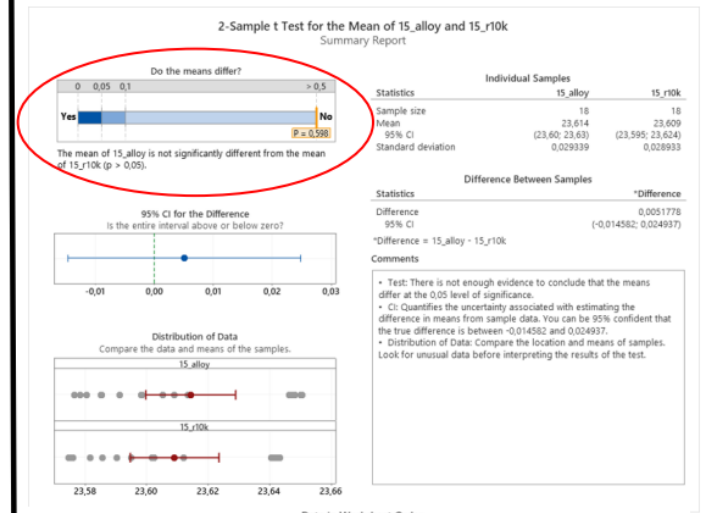 2-Sample t Test for the Mean of 15_alloy and 15_r10k
Summary Report
Do the means differ?
0 0,05 0,1 > 0,5
Yes No
P = 0,598
The mean of 15_alloy is not significantly different from the mean
of 15_r10k (p > 0,05).
Individual Samples
Statistics 15_alloy 15_r10k
Sample size 18 18
Mean 23,614 23,609
95% CI (23,60; 23,63) (23,595; 23,624)
Standard deviation 0,029339 0,028933
Difference Between Samples
Statistics *Difference
Difference 0,0051778
95% CI (-0,014582; 0,024937)
*Difference = 15_alloy - 15_r10k
95% CI for the Difference
Is the entire interval above or below zero?
-0,01 0,00 0,01 0,02 0,03
Comments
• Test: There is not enough evidence to conclude that the means
differ at the 0,05 level of significance.
• CI: Quantifies the uncertainty associated with estimating the
difference in means from sample data. You can be 95% confident that
the true difference is between -0,014582 and 0,024937.
• Distribution of Data: Compare the location and means of samples.
Look for unusual data before interpreting the results of the test.
Distribution of Data
Compare the data and means of the samples.
15_alloy
15_r10k
23,58 23,60 23,62 23,64 23,66